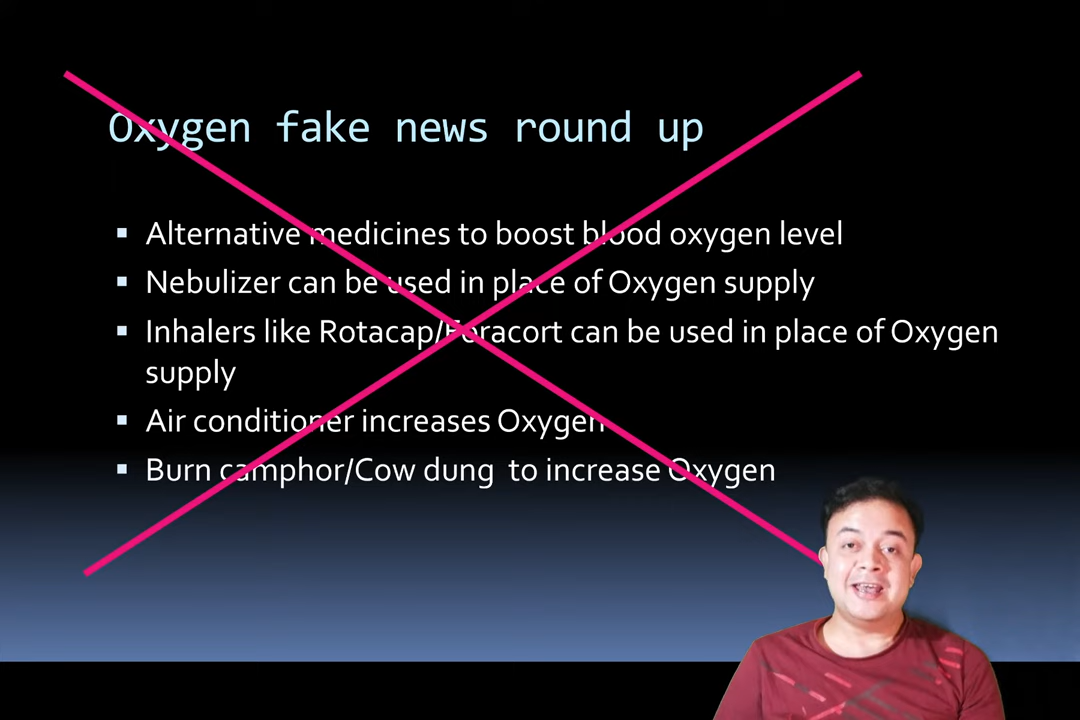 Oxygen fake news round up
Alternative medicines to boost blood oxygen level
Nebulizer can be used in place of Oxygen supply
Inhalers like Rotacap/Foracort can be used in place of Oxygen
supply
Air conditioner increases Oxygen
Burn camphor/Cow dung to increase Oxygen